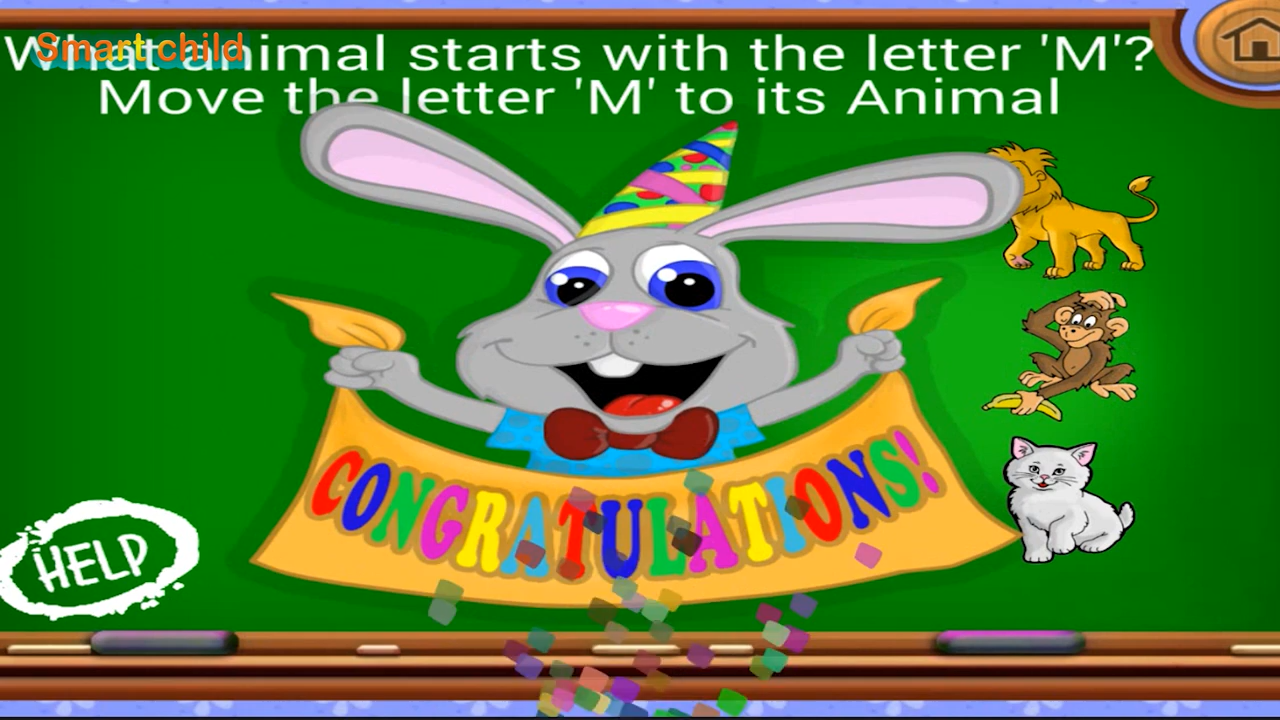 Smart child
What animal starts with the letter 'M'?
Move the letter 'M' to its Animal
CONGRATULATIONS!
HELP